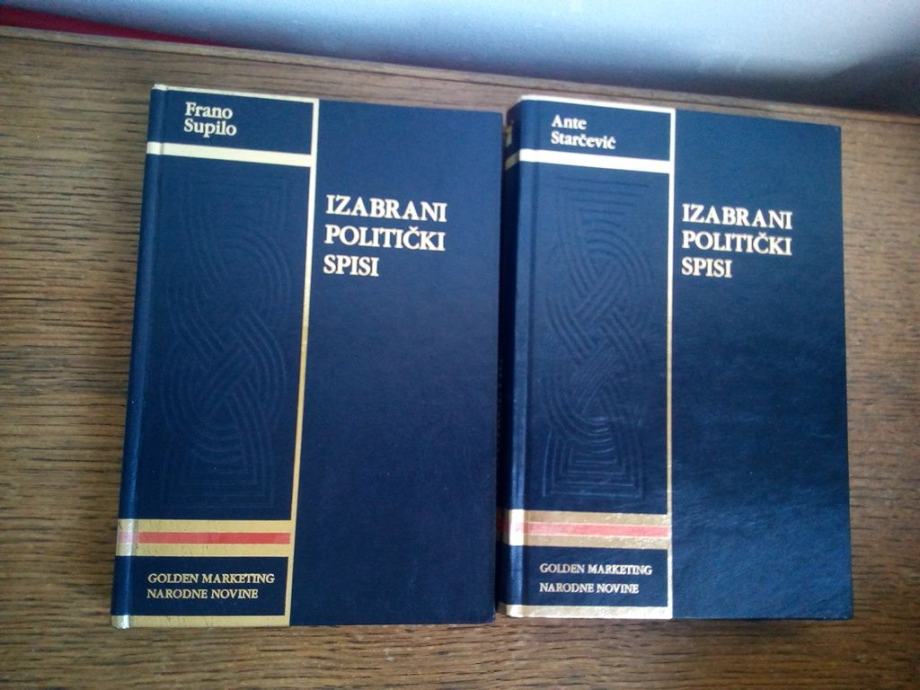 Frano
Supilo
IZABRANI
POLITIČKI
SPISI
GOLDEN MARKETING
NARODNE NOVINE
Ante
Starčević
IZABRANI
POLITIČKI
SPISI
GOLDEN MARKETING
NARODNE NOVINE